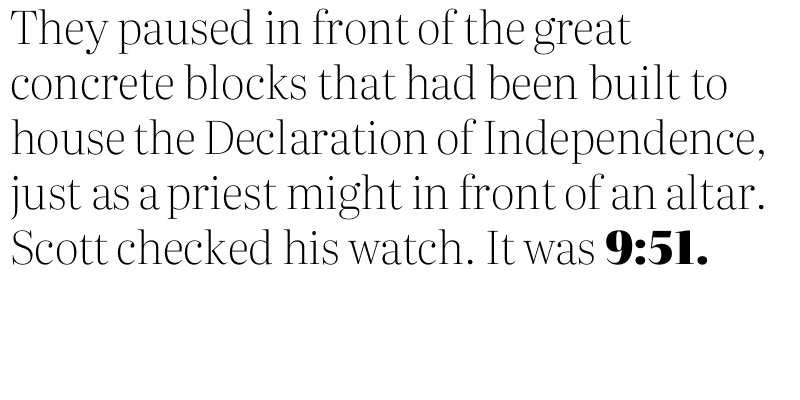 They paused in front of the great
concrete blocks that had been built to
house the Declaration of Independence,
just as a priest might in front of an altar.
Scott checked his watch. It was 9:51.